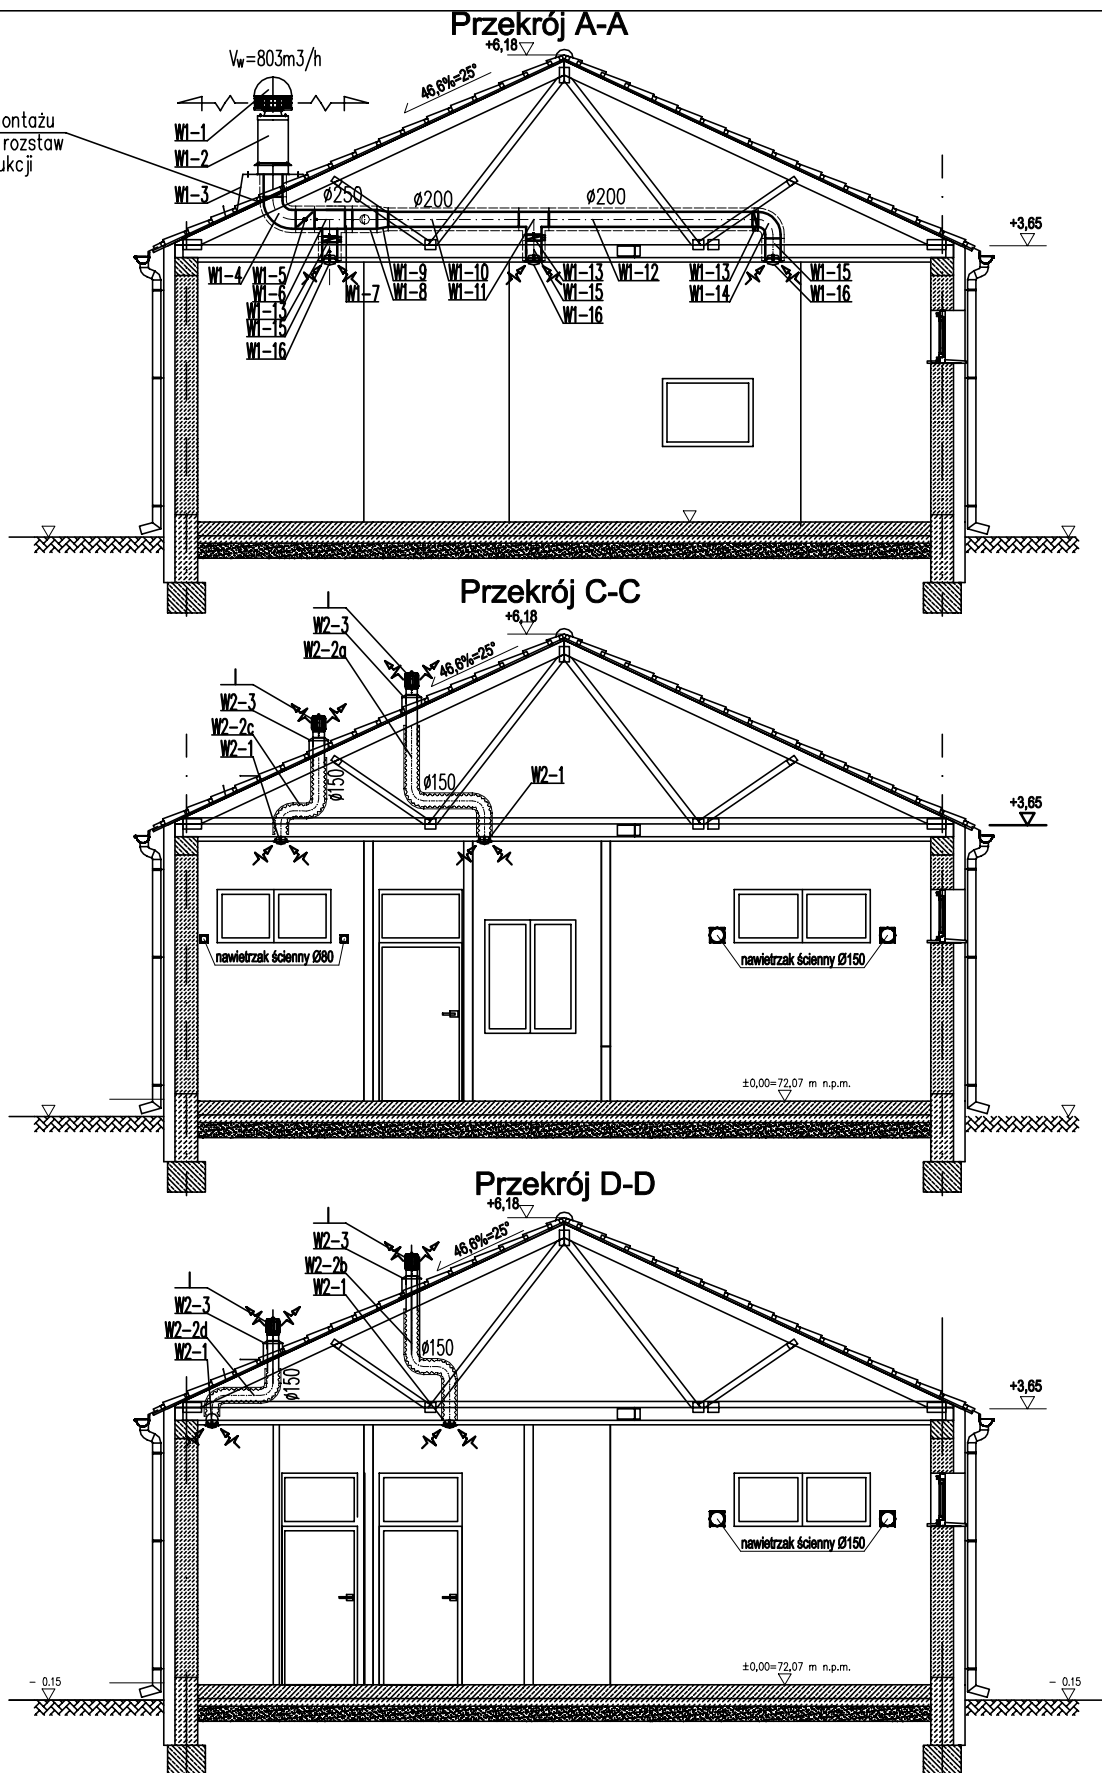 Przekrój A-A
+6,18
46,6%=25°
Vw=803m3/h
ontażu
rozstaw
ukcji
W1-1
W1-2
W1-3
Ø250
Ø200
Ø200
+3,65
W1-4
W1-5
W1-6
W1-13
W1-15
W1-16
W1-7
W1-9
W1-8
W1-10
W1-11
W1-13
W1-15
W1-16
W1-12
W1-13
W1-14
W1-15
W1-16
Przekrój C-C
+6,18
46,6%=25°
I
W2-3
W2-2a
I
W2-3
W2-2c
W2-1
Ø150
Ø150
W2-1
+3,65
nawietrzak ścienny Ø80
nawietrzak ścienny Ø150
±0,00=72,07 m n.p.m.
Przekrój D-D
+6,18
46,6%=25°
I
W2-3
W2-2b
W2-1
I
W2-3
W2-2d
W2-1
Ø150
Ø150
+3,65
nawietrzak ścienny Ø150
±0,00=72,07 m n.p.m.
- 0.15
- 0.15